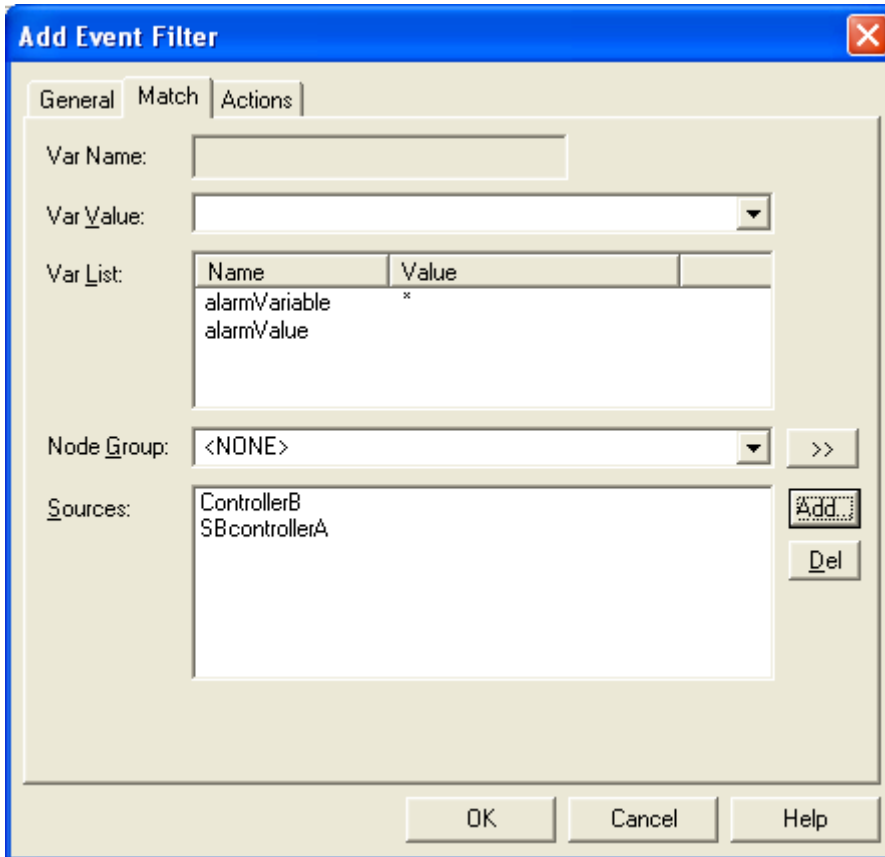 Add Event Filter
General Match Actions
Var Name:
Var Value:
Var List:
Name Value
alarmVariable *
alarmValue
Node Group: <NONE> >>
Sources: ControllerB Add...
SBcontrollerA
Del
OK Cancel Help